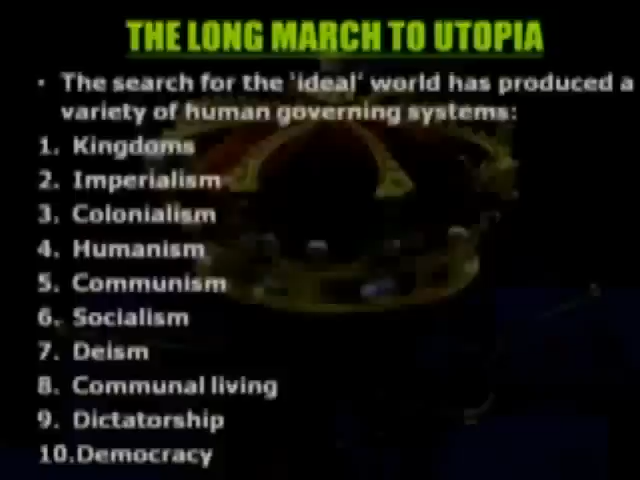 THE LONG MARCH TO UTOPIA
• The search for the 'ideal' world has produced a
variety of human governing systems:
1. Kingdoms
2. Imperialism
3. Colonialism
4. Humanism
5. Communism
6. Socialism
7. Deism
8. Communal living
9. Dictatorship
10.Democracy